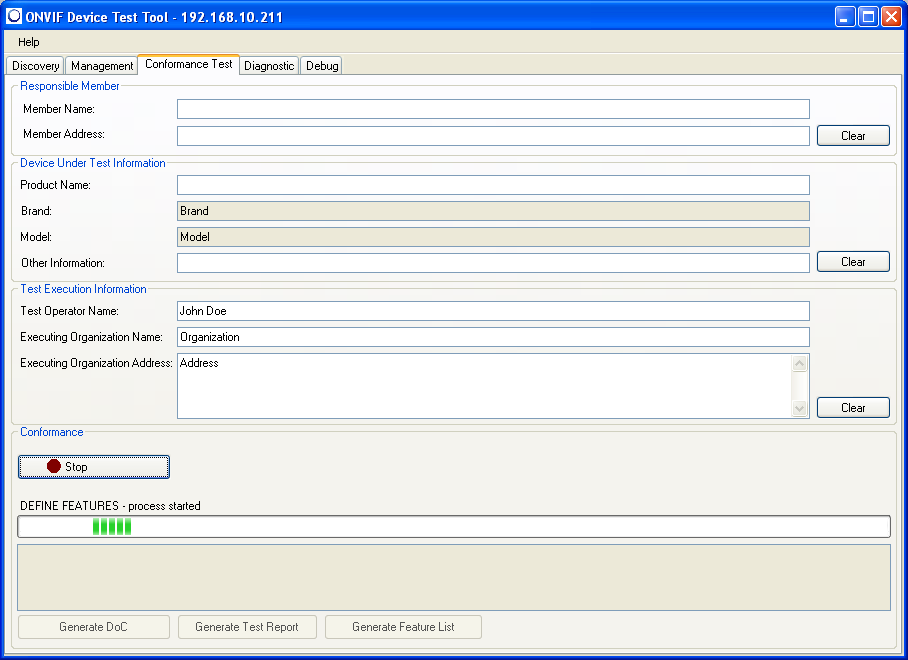 ONVIF Device Test Tool - 192.168.10.211
Help
Discovery Management Conformance Test Diagnostic Debug
Responsible Member
Member Name:
Member Address: Clear
Device Under Test Information
Product Name:
Brand: Brand
Model: Model
Other Information: Clear
Test Execution Information
Test Operator Name: John Doe
Executing Organization Name: Organization
Executing Organization Address: Address
Clear
Conformance
Stop
DEFINE FEATURES - process started
Generate DoC Generate Test Report Generate Feature List